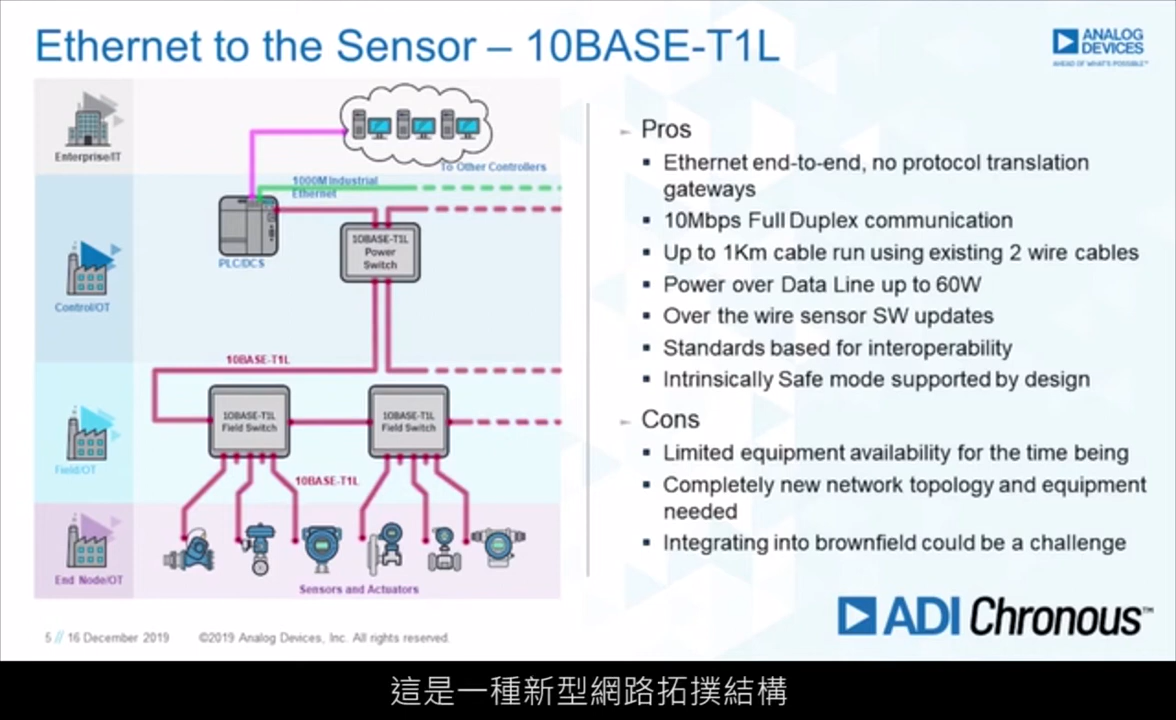 Ethernet to the Sensor – 10BASE-T1L
ANALOG
DEVICES
AHEAD OF WHAT'S POSSIBLE™
Enterprise/IT
To Other Controllers
1000M Industrial
Ethernet
PLC/DCS
10BASE-T1L
Power
Switch
Control/OT
10BASE-T1L
10BASE-T1L
Field Switch
10BASE-T1L
Field Switch
Field/OT
10BASE-T1L
End Node/OT
Sensors and Actuators
Pros
Ethernet end-to-end, no protocol translation
gateways
10Mbps Full Duplex communication
Up to 1Km cable run using existing 2 wire cables
Power over Data Line up to 60W
Over the wire sensor SW updates
Standards based for interoperability
Intrinsically Safe mode supported by design
Cons
Limited equipment availability for the time being
Completely new network topology and equipment
needed
Integrating into brownfield could be a challenge
ADI Chronous™
5 // 16 December 2019 ©2019 Analog Devices, Inc. All rights reserved.
這是一種新型網路拓撲結構